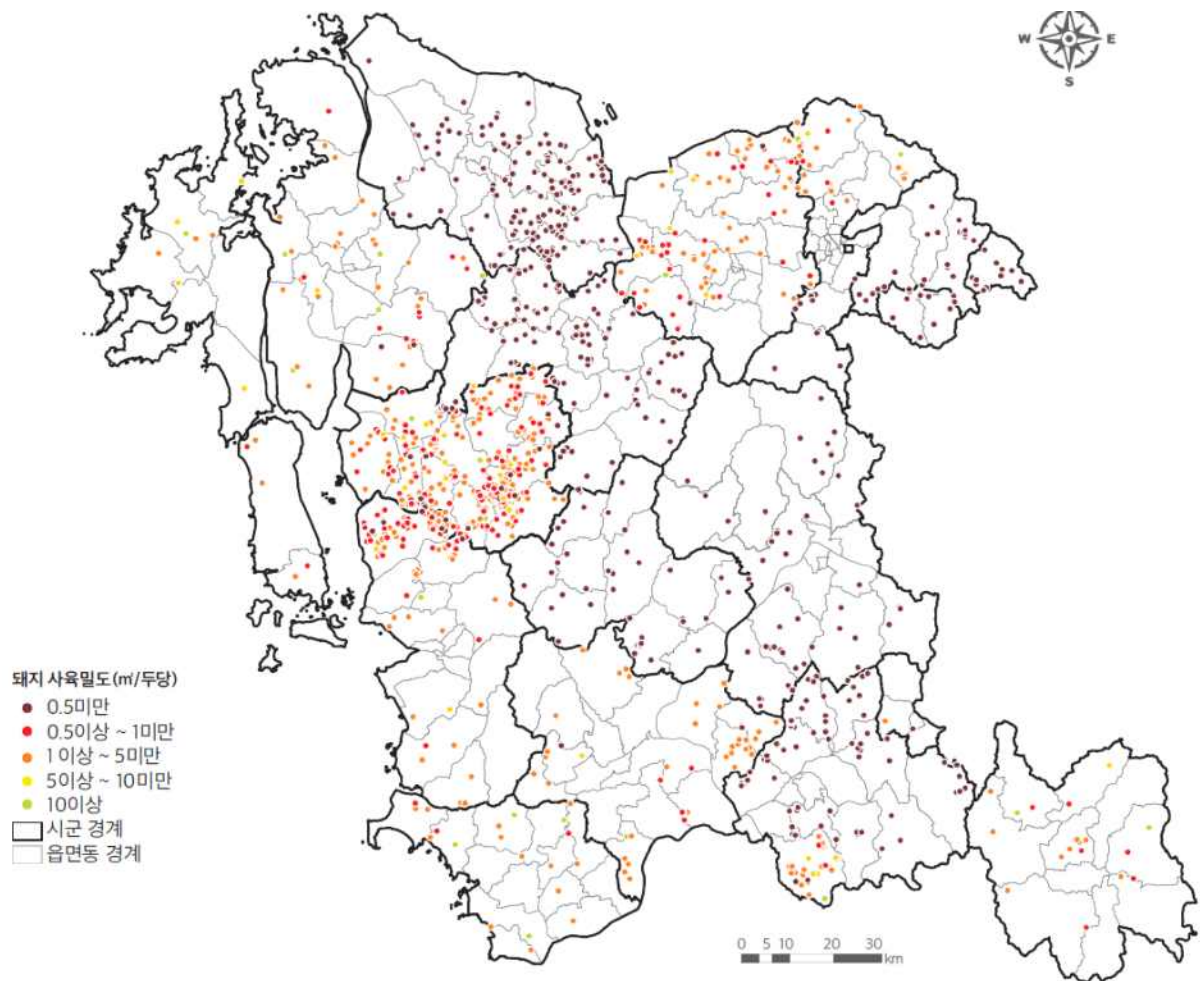 W E
S
돼지 사육밀도(㎡/두당)
0.5미만
0.5이상 ~ 1미만
1이상 ~ 5미만
5이상 ~ 10미만
10이상
시군 경계
읍면동 경계
0 5 10 20 30
km